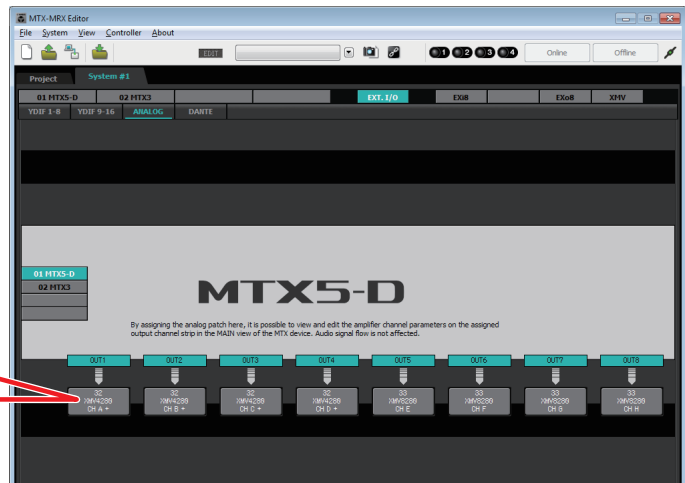 MTX-MRX Editor
File System View Controller About
EDIT 1 2 3 4 Online Offline
Project System #1
01 MTX5-D 02 MTX3 EXT. I/O EXi8 EXo8 XMV
YDIF 1-8 YDIF 9-16 ANALOG DANTE
01 MTX5-D
02 MTX3
MTX5-D
By assigning the analog patch here, it is possible to view and edit the amplifier channel parameters on the assigned
output channel strip in the MAIN view of the MTX device. Audio signal flow is not affected.
OUT1 OUT2 OUT3 OUT4 OUT5 OUT6 OUT7 OUT8
32 32 32 32 33 33 33 33
XMV4280 XMV4280 XMV4280 XMV4280 XMV8280 XMV8280 XMV8280 XMV8280
CH A + CH B + CH C + CH D + CH E CH F CH G CH H